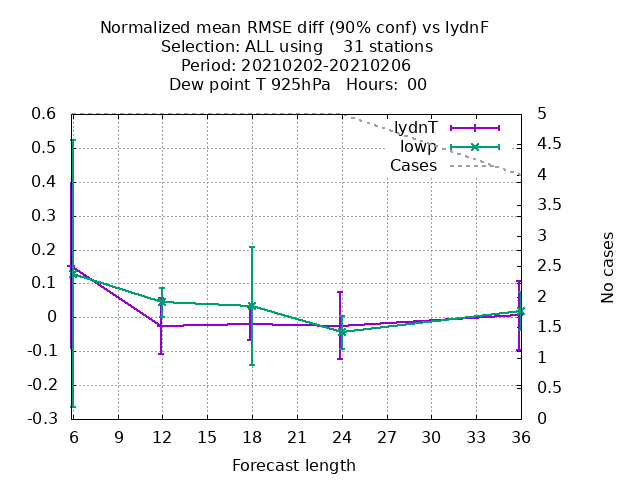 Normalized mean RMSE diff (90% conf) vs lydnF
Selection: ALL using    31 stations
Period: 20210202-20210206
Dew point T 925hPa   Hours:  00
lydnT
lowp
Cases
0.6
0.5
0.4
0.3
0.2
0.1
0
-0.1
-0.2
-0.3
5
4.5
4
3.5
3
2.5
2
1.5
1
0.5
0
No cases
6 9 12 15 18 21 24 27 30 33 36
Forecast length